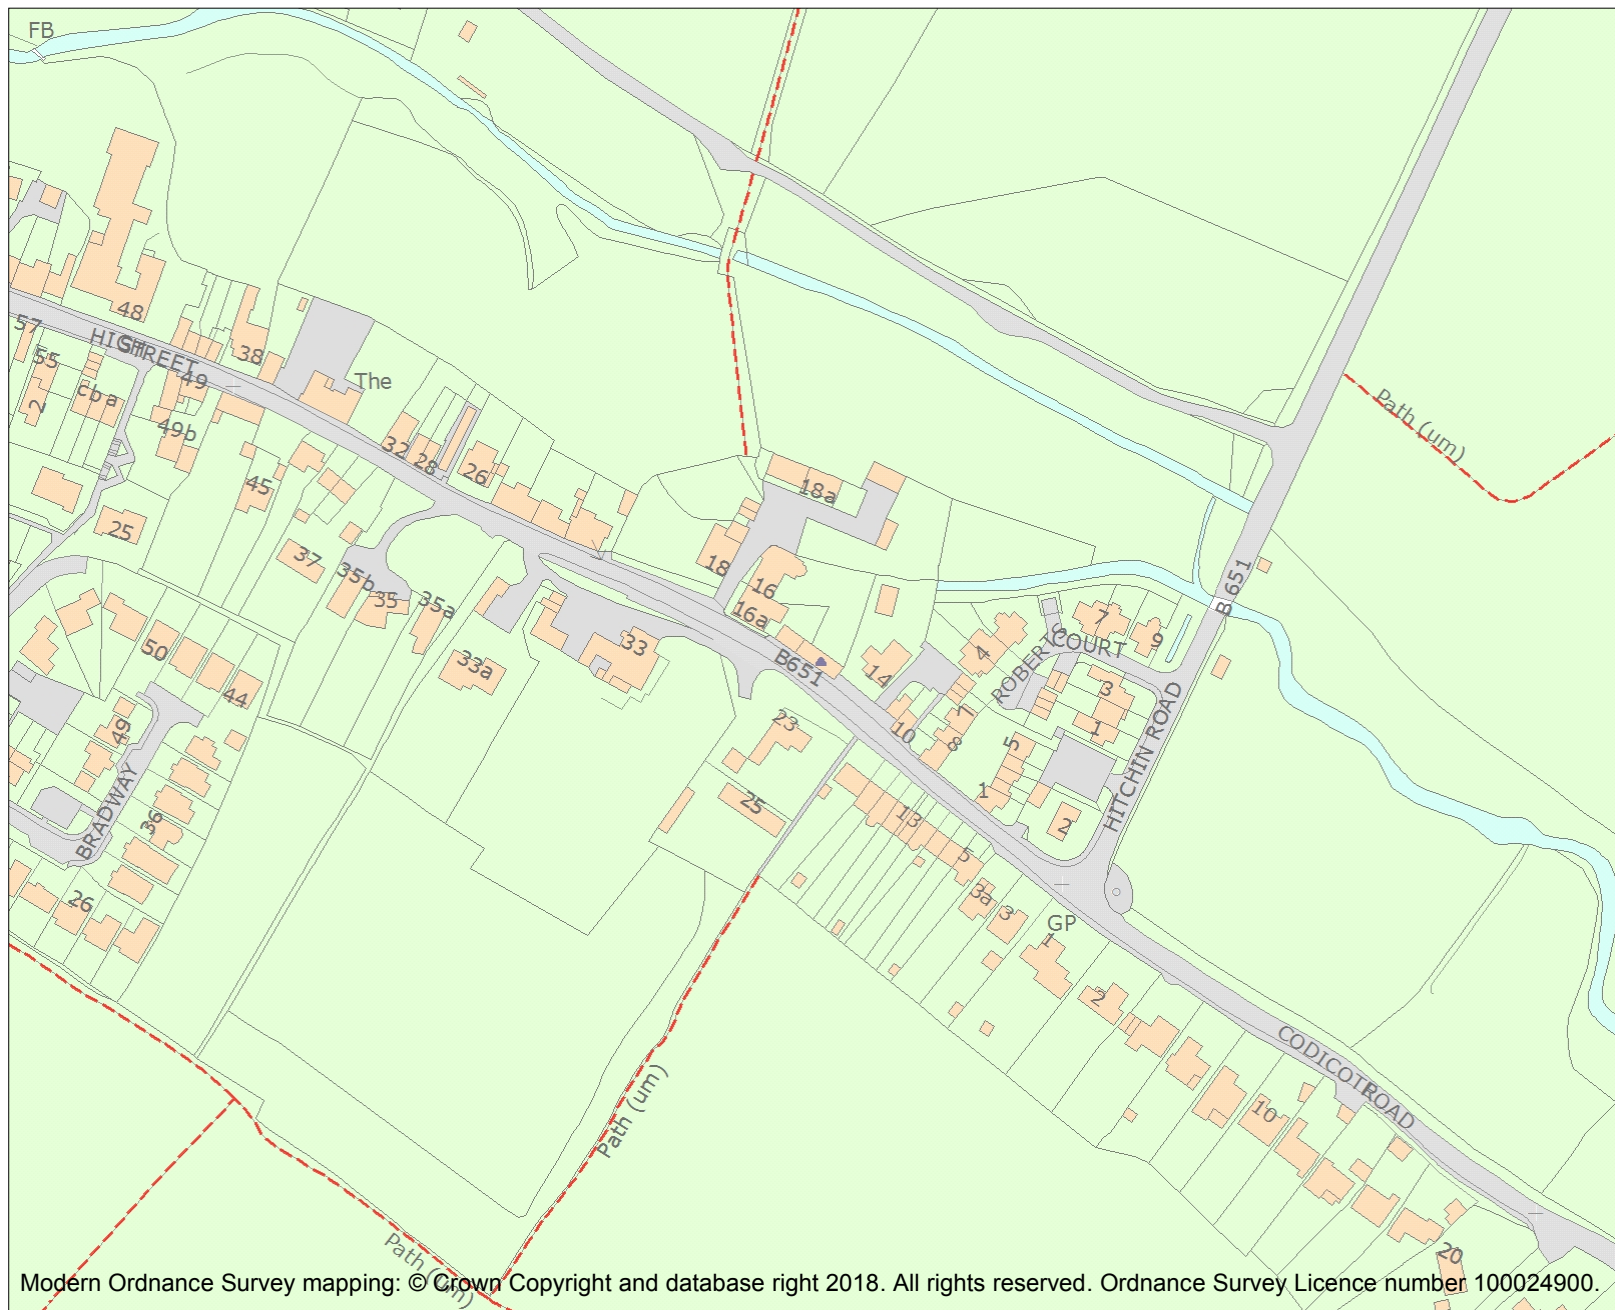 FB
48
HIGH
STREET
57
55
2
cba
49
49b
38
The
32
28
26
45
25
37
35b
35
35a
33a
33
18a
18
16
16a
B651
14
10
7
8
4
ROBERTS
COURT
7
9
3
1
5
1
2
HITCHIN ROAD
B 651
Path (um)
50
44
49
BRADWAY
36
26
23
25
13
5
3a
3
GP
1
2
CODICOTE
ROAD
10
20
Path (um)
Path (um)
Modern Ordnance Survey mapping: © Crown Copyright and database right 2018. All rights reserved. Ordnance Survey Licence number 100024900.